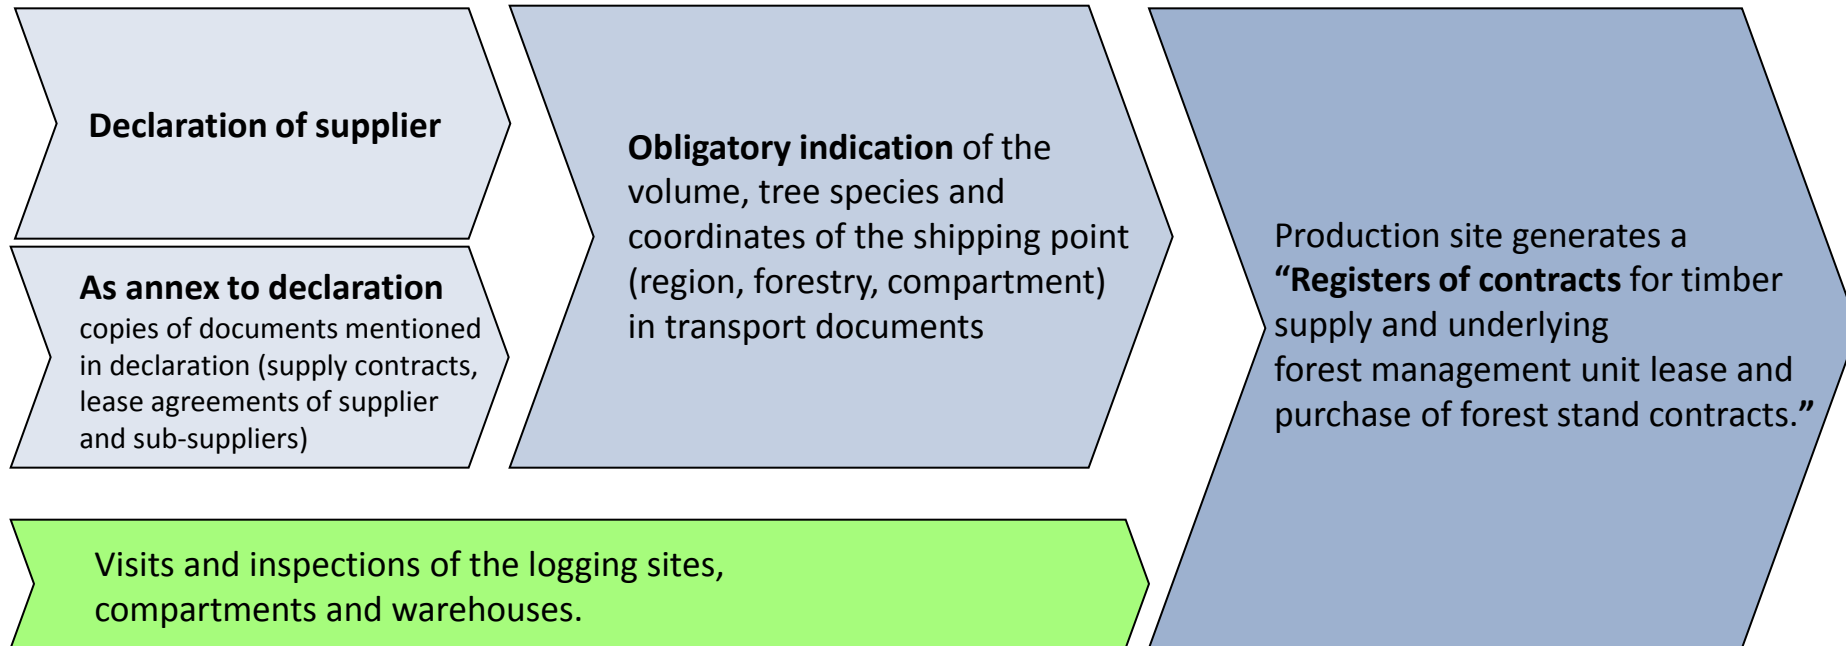 Declaration of supplier
As annex to declaration
copies of documents mentioned
in declaration (supply contracts,
lease agreements of supplier
and sub-suppliers)
Obligatory indication of the
volume, tree species and
coordinates of the shipping point
(region, forestry, compartment)
in transport documents
Production site generates a
“Registers of contracts for timber
supply and underlying
forest management unit lease and
purchase of forest stand contracts.”
Visits and inspections of the logging sites,
compartments and warehouses.